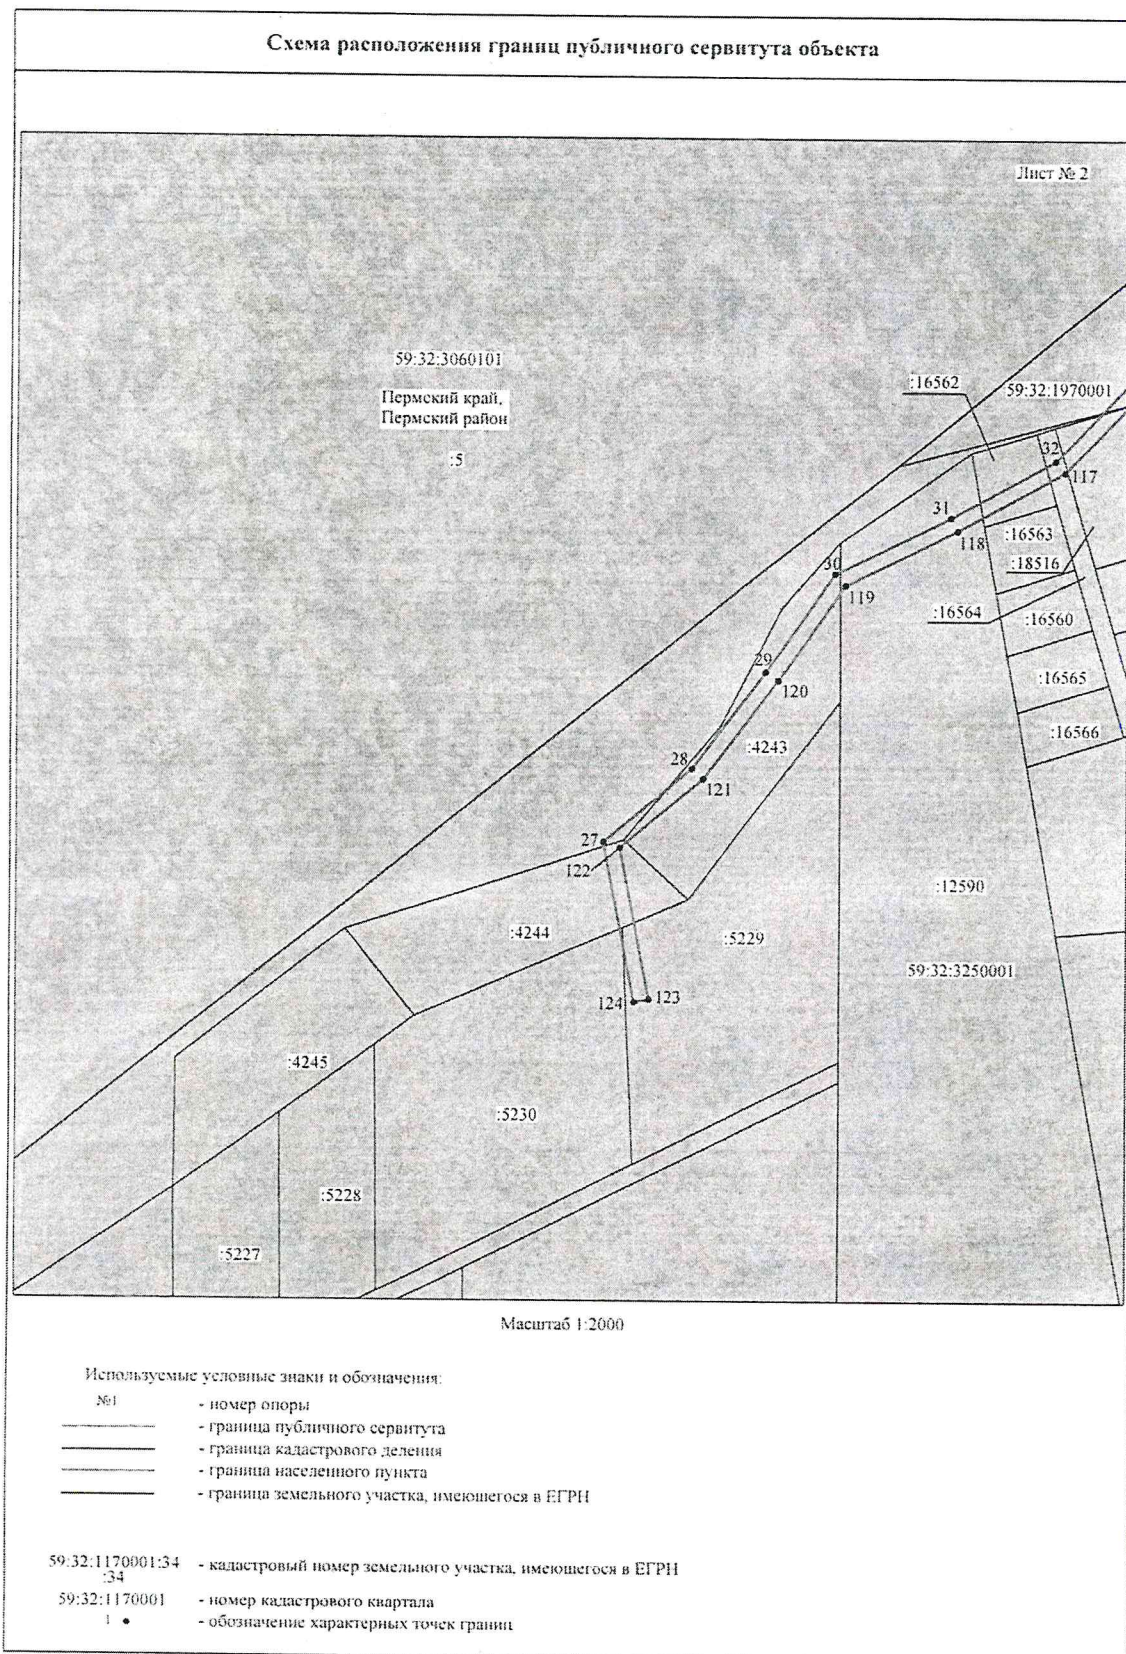 Схема расположения границ публичного сервитута объекта
Лист № 2
59:32:3060101
Пермский край,
Пермский район
:5
:16562
59:32:1970001
32
117
31
118
:16563
:18516
30
119
:16564
:16560
29
120
:16565
:16566
:4243
28
121
27
122
:12590
:4244
:5229
59:32:3250001
124
123
:4245
:5230
:5228
:5227
Масштаб 1:2000
Используемые условные знаки и обозначения:
№1 - номер опоры
- граница публичного сервитута
- граница кадастрового деления
- граница населенного пункта
- граница земельного участка, имеющегося в ЕГРН
59:32:1170001:34 - кадастровый номер земельного участка, имеющегося в ЕГРН
:34
59:32:1170001 - номер кадастрового квартала
1 - обозначение характерных точек границ